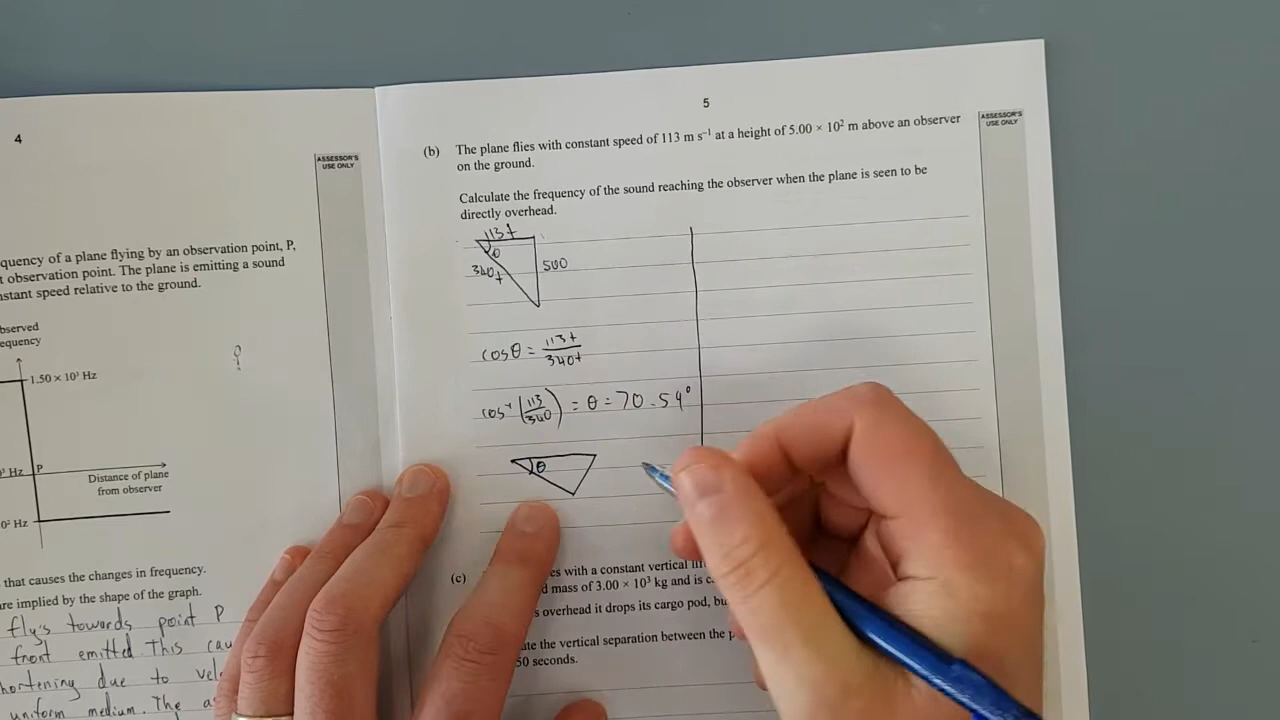 4
ASSESSOR'S
USE ONLY
quency of a plane flying by an observation point, P,
t observation point. The plane is emitting a sound
nstant speed relative to the ground.
bserved
equency
1.50 × 10³ Hz
?
³ Hz
P
Distance of plane
from observer
0² Hz
that causes the changes in frequency.
are implied by the shape of the graph.
fly's towards point P
front emitted. This cau
hortening due to vel
uniform medium. The a
5
ASSESSOR'S
USE ONLY
(b) The plane flies with constant speed of 113 m s⁻¹ at a height of 5.00 × 10² m above an observer
on the ground.
Calculate the frequency of the sound reaching the observer when the plane is seen to be
directly overhead.
113t
θ
340t
500
cosθ = 113t/340t
cos⁻¹(113/340) = θ = 70.59°
θ
(c)
es with a constant vertical
d mass of 3.00 × 10³ kg and is
s overhead it drops its cargo pod, bu
ate the vertical separation between the p
50 seconds.